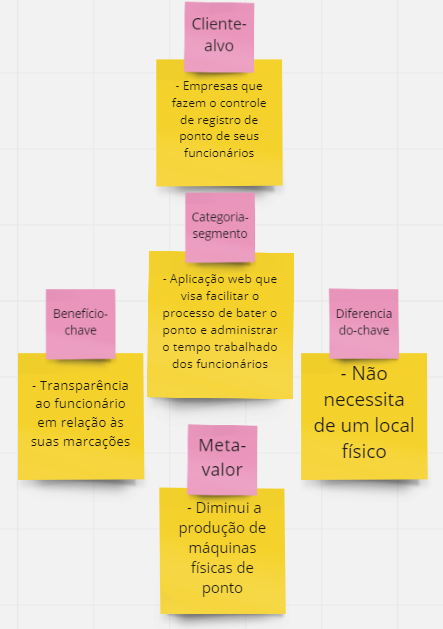 Cliente-
alvo
- Empresas que
fazem o controle
de registro de
ponto de seus
funcionários
Categoria-
segmento
- Aplicação web que
visa facilitar o
processo de bater o
ponto e administrar
o tempo trabalhado
dos funcionários
Benefício-
chave
- Transparência
ao funcionário
em relação às
suas marcações
Diferencia
do-chave
- Não
necessita
de um local
físico
Meta-
valor
- Diminui a
produção de
máquinas
físicas de
ponto